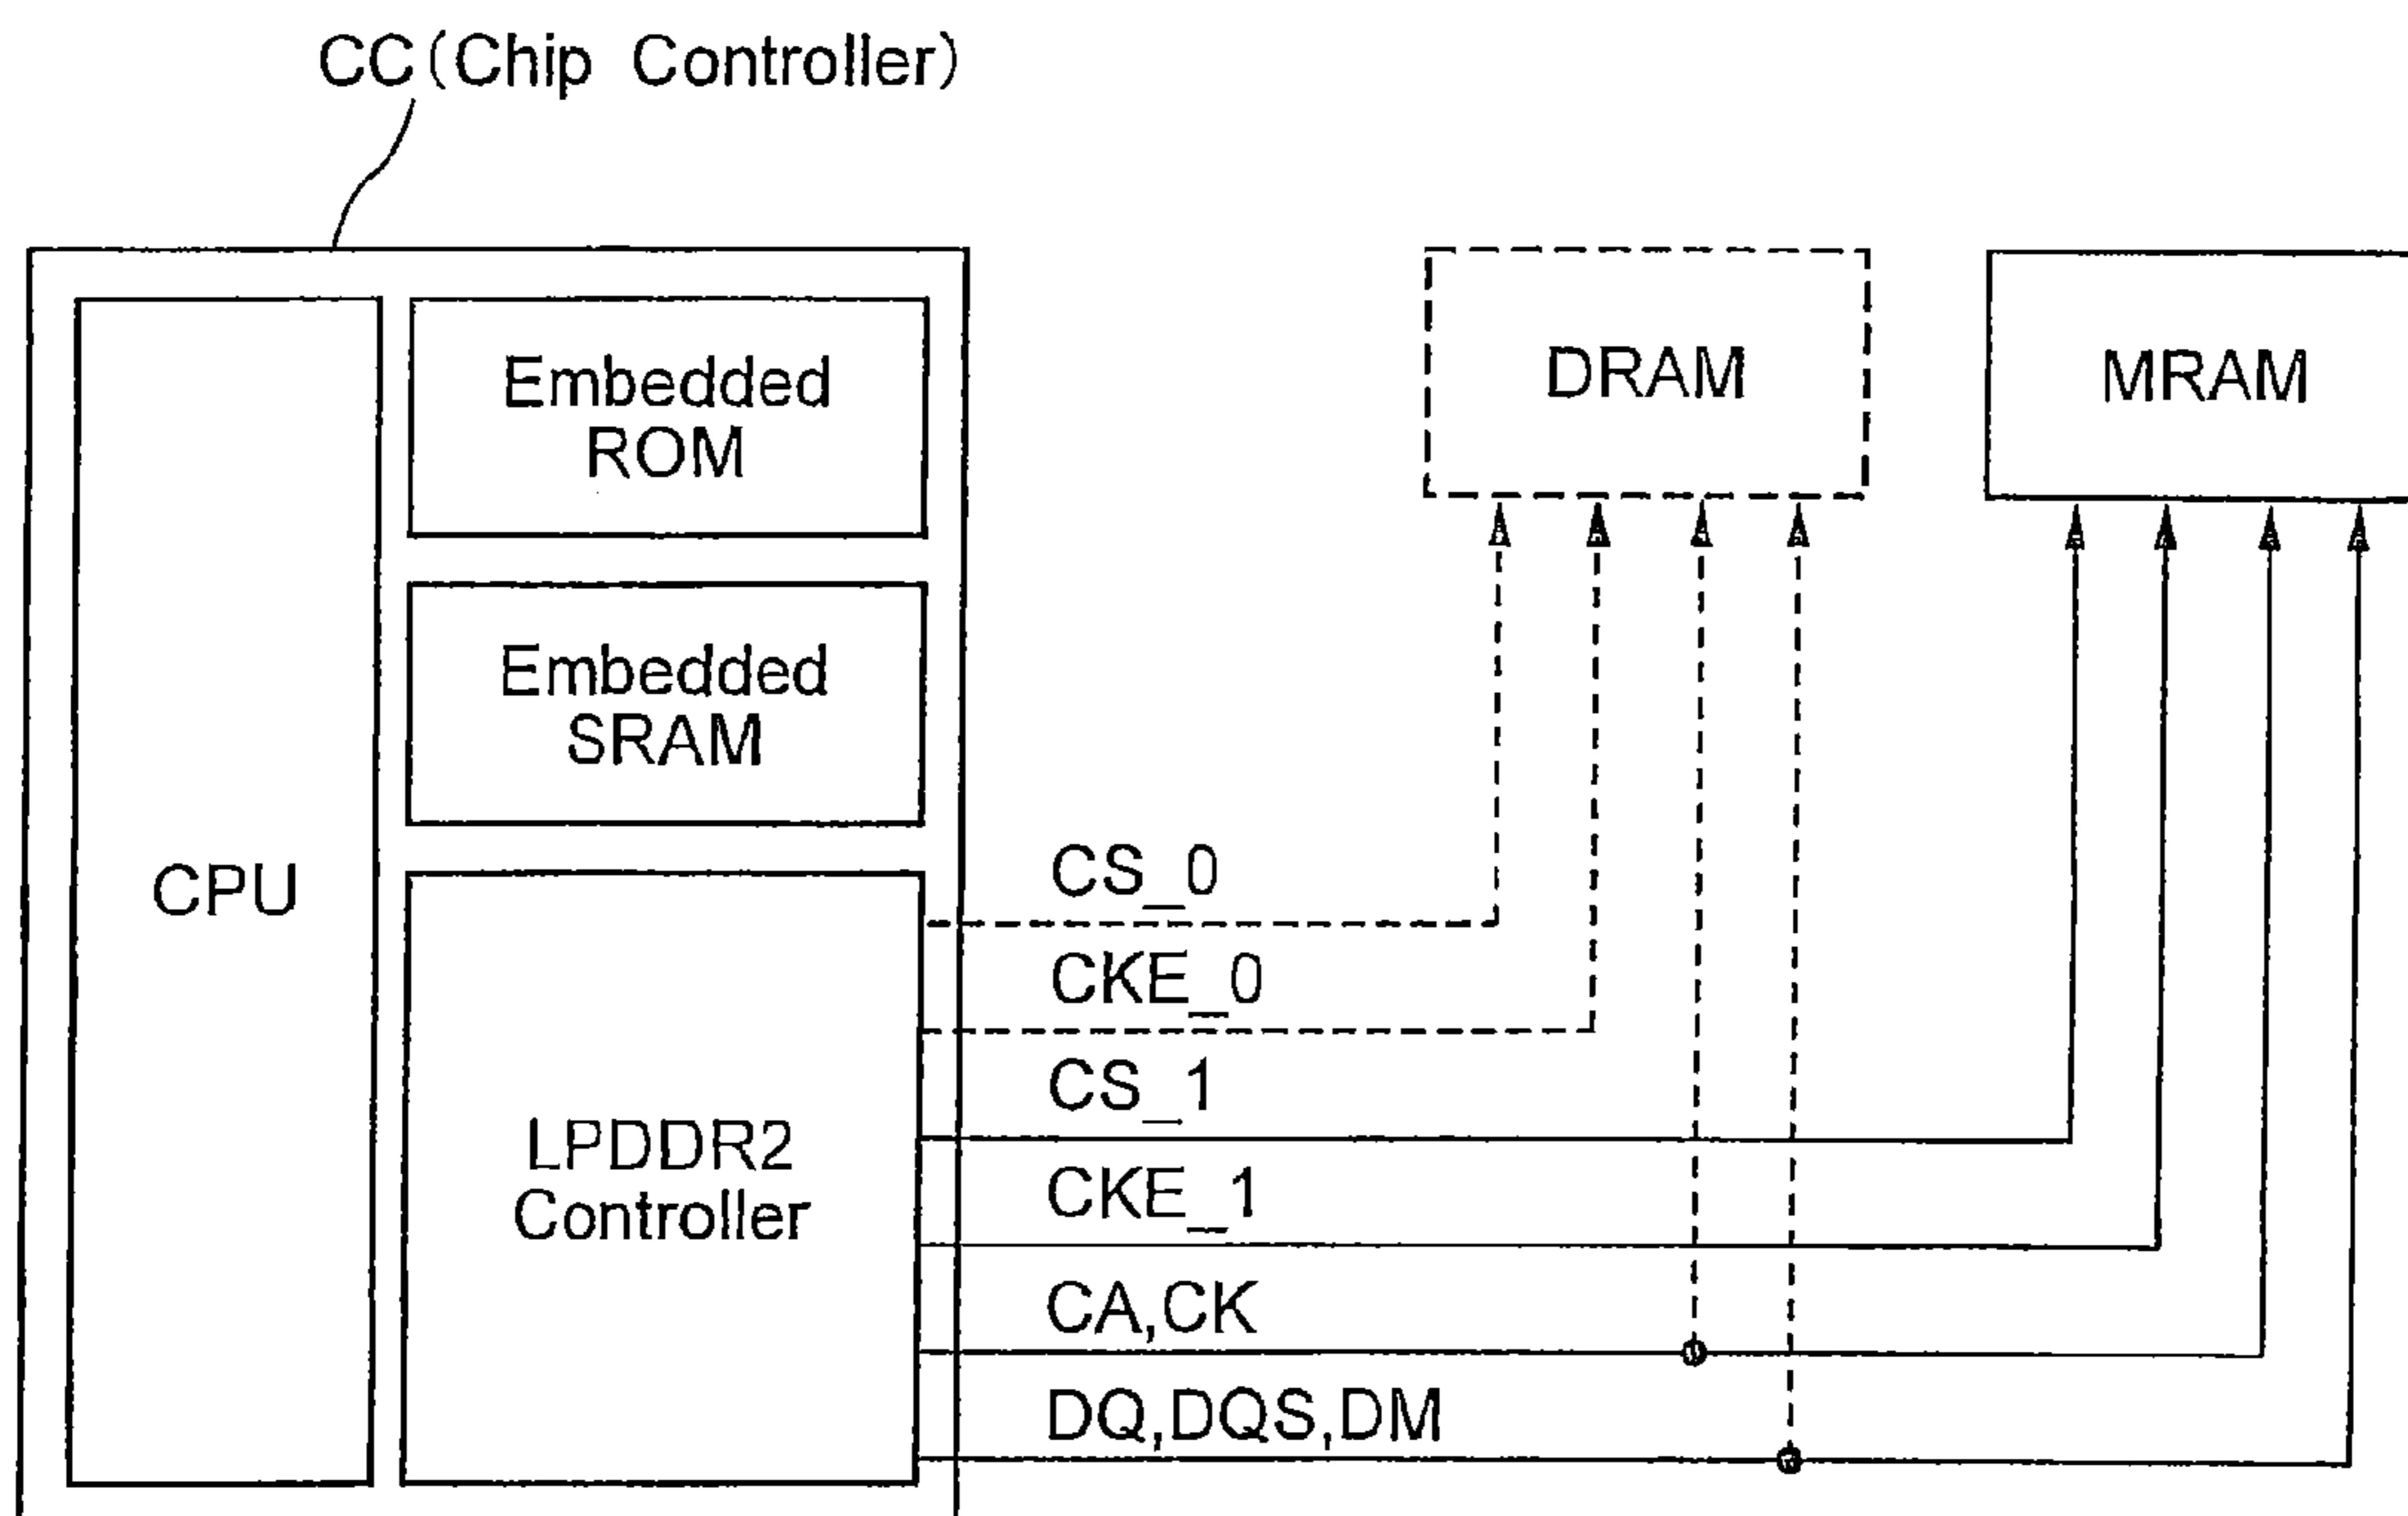 CC(Chip Controller)
CPU
Embedded
ROM
Embedded
SRAM
LPDDR2
Controller
DRAM
MRAM
CS_0
CKE_0
CS_1
CKE_1
CA,CK
DQ,DQS,DM